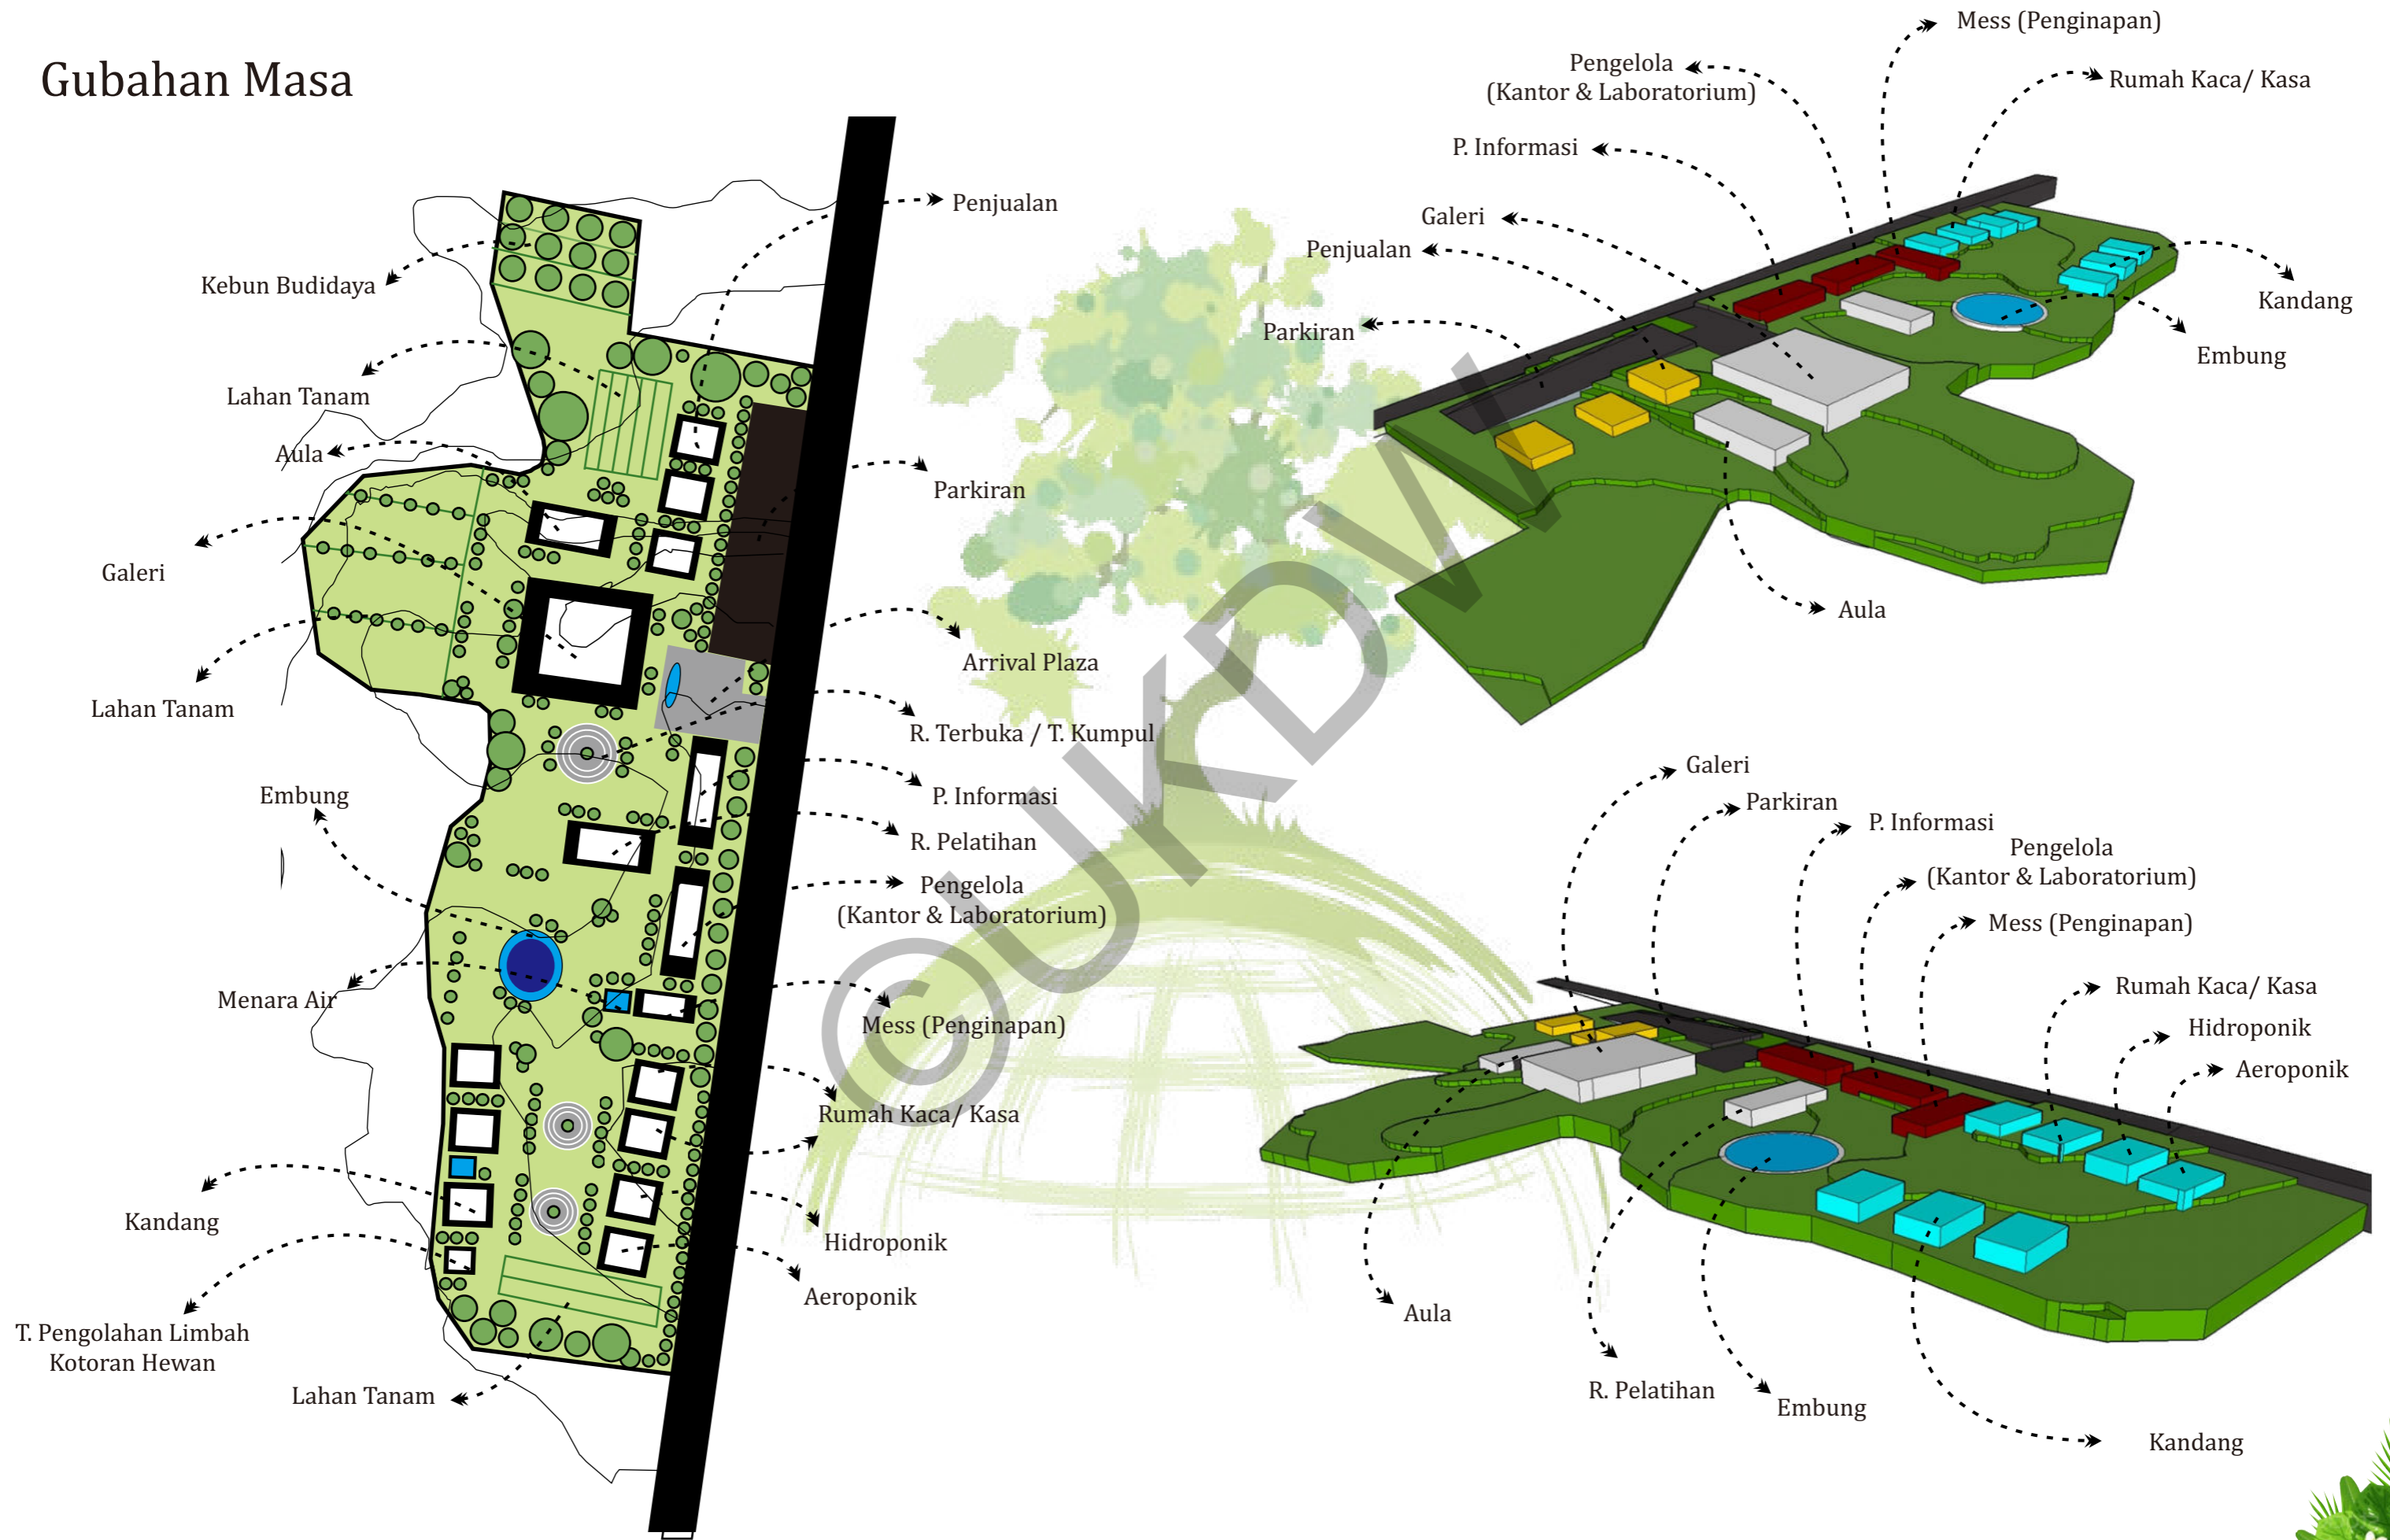 Gubahan Masa
Penjualan
Kebun Budidaya
Lahan Tanam
Aula
Parkiran
Galeri
Arrival Plaza
Lahan Tanam
R. Terbuka / T. Kumpul
Embung
P. Informasi
R. Pelatihan
Pengelola
(Kantor & Laboratorium)
Menara Air
Mess (Penginapan)
Rumah Kaca/ Kasa
Kandang
Hidroponik
Aeroponik
T. Pengolahan Limbah
Kotoran Hewan
Lahan Tanam
Mess (Penginapan)
Pengelola
(Kantor & Laboratorium)
Rumah Kaca/ Kasa
P. Informasi
Galeri
Penjualan
Kandang
Parkiran
Embung
Aula
Galeri
Parkiran
P. Informasi
Pengelola
(Kantor & Laboratorium)
Mess (Penginapan)
Rumah Kaca/ Kasa
Hidroponik
Aeroponik
Aula
R. Pelatihan
Embung
Kandang
©UKDW